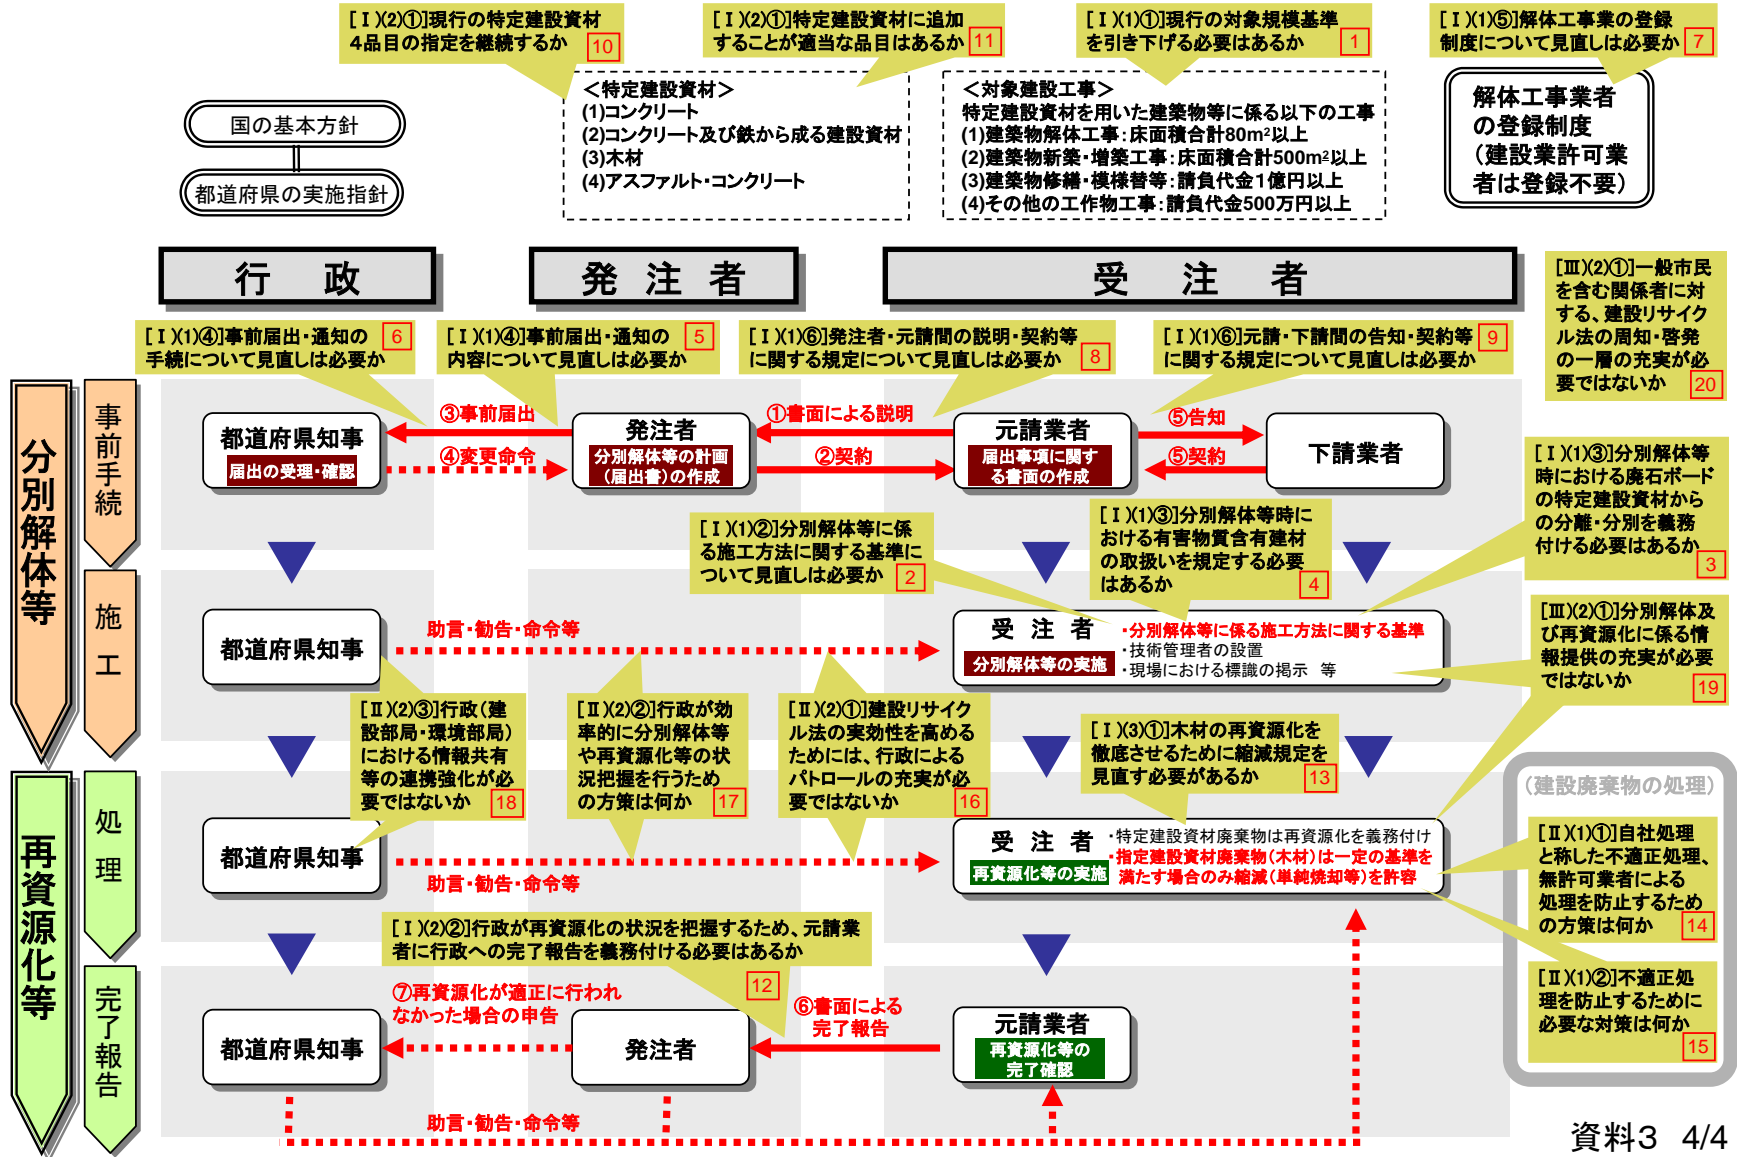 [Ⅰ)(2)①]現行の特定建設資材
4品目の指定を継続するか 10
[Ⅰ)(2)①]特定建設資材に追加
することが適当な品目はあるか 11
[Ⅰ)(1)①]現行の対象規模基準
を引き下げる必要はあるか 1
[Ⅰ)(1)⑤]解体工事業の登録
制度について見直しは必要か 7
国の基本方針
都道府県の実施指針
<特定建設資材>
(1)コンクリート
(2)コンクリート及び鉄から成る建設資材
(3)木材
(4)アスファルト・コンクリート
<対象建設工事>
特定建設資材を用いた建築物等に係る以下の工事
(1)建築物解体工事:床面積合計80m²以上
(2)建築物新築・増築工事:床面積合計500m²以上
(3)建築物修繕・模様替等:請負代金1億円以上
(4)その他の工作物工事:請負代金500万円以上
解体工事業者
の登録制度
(建設業許可業
者は登録不要)
行 政
発 注 者
受 注 者
[Ⅲ)(2)①]一般市民
を含む関係者に対
する、建設リサイク
ル法の周知・啓発
の一層の充実が必
要ではないか 20
[Ⅰ)(1)④]事前届出・通知の
手続について見直しは必要か 6
[Ⅰ)(1)④]事前届出・通知の
内容について見直しは必要か 5
[Ⅰ)(1)⑥]発注者・元請間の説明・契約等
に関する規定について見直しは必要か 8
[Ⅰ)(1)⑥]元請・下請間の告知・契約等
に関する規定について見直しは必要か 9
分別解体等
事前手続
都道府県知事
届出の受理・確認
③事前届出
④変更命令
発注者
分別解体等の計画
(届出書)の作成
①書面による説明
②契約
元請業者
届出事項に関す
る書面の作成
⑤告知
⑤契約
下請業者
[Ⅰ)(1)③]分別解体等
時における廃石ボード
の特定建設資材から
の分離・分別を義務
付ける必要はあるか 3
[Ⅰ)(1)②]分別解体等に係
る施工方法に関する基準に
ついて見直しは必要か 2
[Ⅰ)(1)③]分別解体等時に
おける有害物質含有建材
の取扱いを規定する必要
はあるか 4
施工
都道府県知事
助言・勧告・命令等
受 注 者
分別解体等の実施
・分別解体等に係る施工方法に関する基準
・技術管理者の設置
・現場における標識の掲示 等
[Ⅲ)(2)①]分別解体及
び再資源化に係る情
報提供の充実が必要
ではないか 19
[Ⅱ)(2)③]行政(建
設部局・環境部局)
における情報共有
等の連携強化が必
要ではないか 18
[Ⅱ)(2)②]行政が効
率的に分別解体等
や再資源化等の状
況把握を行うため
の方策は何か 17
[Ⅱ)(2)①]建設リサイク
ル法の実効性を高める
ためには、行政による
パトロールの充実が必
要ではないか 16
[Ⅰ)(3)①]木材の再資源化を
徹底させるために縮減規定を
見直す必要があるか 13
再資源化等
処理
都道府県知事
助言・勧告・命令等
受 注 者
再資源化等の実施
・特定建設資材廃棄物は再資源化を義務付け
・指定建設資材廃棄物(木材)は一定の基準を
満たす場合のみ縮減(単純焼却等)を許容
(建設廃棄物の処理)
[Ⅱ)(1)①]自社処理
と称した不適正処理、
無許可業者による
処理を防止するため
の方策は何か 14
[Ⅱ)(1)②]不適正処
理を防止するために
必要な対策は何か
15
[Ⅰ)(2)②]行政が再資源化の状況を把握するため、元請業
者に行政への完了報告を義務付ける必要はあるか
12
完了報告
都道府県知事
⑦再資源化が適正に行われ
なかった場合の申告
発注者
⑥書面による
完了報告
元請業者
再資源化等の
完了確認
助言・勧告・命令等
資料3 4/4